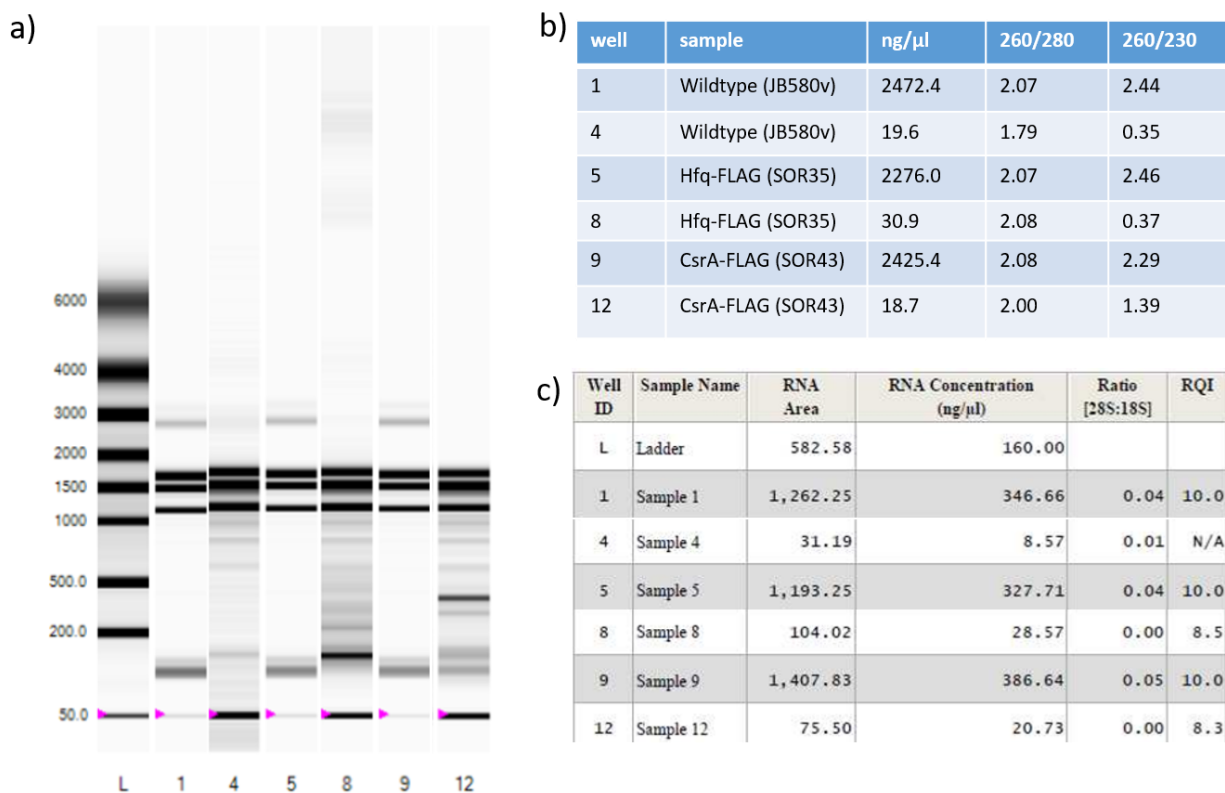 a)
6000
4000
3000
2000
1500
1000
500.0
200.0
50.0
L 1 4 5 8 9 12
b)
well sample ng/µl 260/280 260/230
1 Wildtype (JB580v) 2472.4 2.07 2.44
4 Wildtype (JB580v) 19.6 1.79 0.35
5 Hfq-FLAG (SOR35) 2276.0 2.07 2.46
8 Hfq-FLAG (SOR35) 30.9 2.08 0.37
9 CsrA-FLAG (SOR43) 2425.4 2.08 2.29
12 CsrA-FLAG (SOR43) 18.7 2.00 1.39
c)
Well Sample Name RNA RNA Concentration Ratio RQI
ID Area (ng/µl) [28S:18S]
L Ladder 582.58 160.00
1 Sample 1 1,262.25 346.66 0.04 10.0
4 Sample 4 31.19 8.57 0.01 N/A
5 Sample 5 1,193.25 327.71 0.04 10.0
8 Sample 8 104.02 28.57 0.00 8.5
9 Sample 9 1,407.83 386.64 0.05 10.0
12 Sample 12 75.50 20.73 0.00 8.3